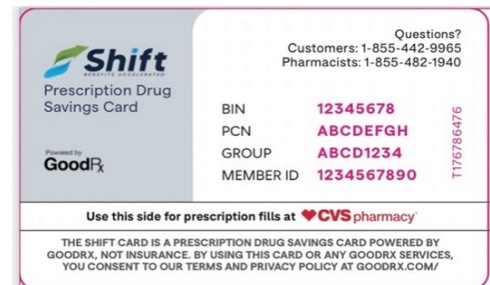 Shift
BENEFITS ACCELERATED
Prescription Drug
Savings Card
Powered by
GoodRx
Questions?
Customers: 1-855-442-9965
Pharmacists: 1-855-482-1940
BIN 12345678
PCN ABCDEFGH
GROUP ABCD1234
MEMBER ID 1234567890
T176786476
Use this side for prescription fills at CVS pharmacy
THE SHIFT CARD IS A PRESCRIPTION DRUG SAVINGS CARD POWERED BY
GOODRX, NOT INSURANCE. BY USING THIS CARD OR ANY GOODRX SERVICES,
YOU CONSENT TO OUR TERMS AND PRIVACY POLICY AT GOODRX.COM/